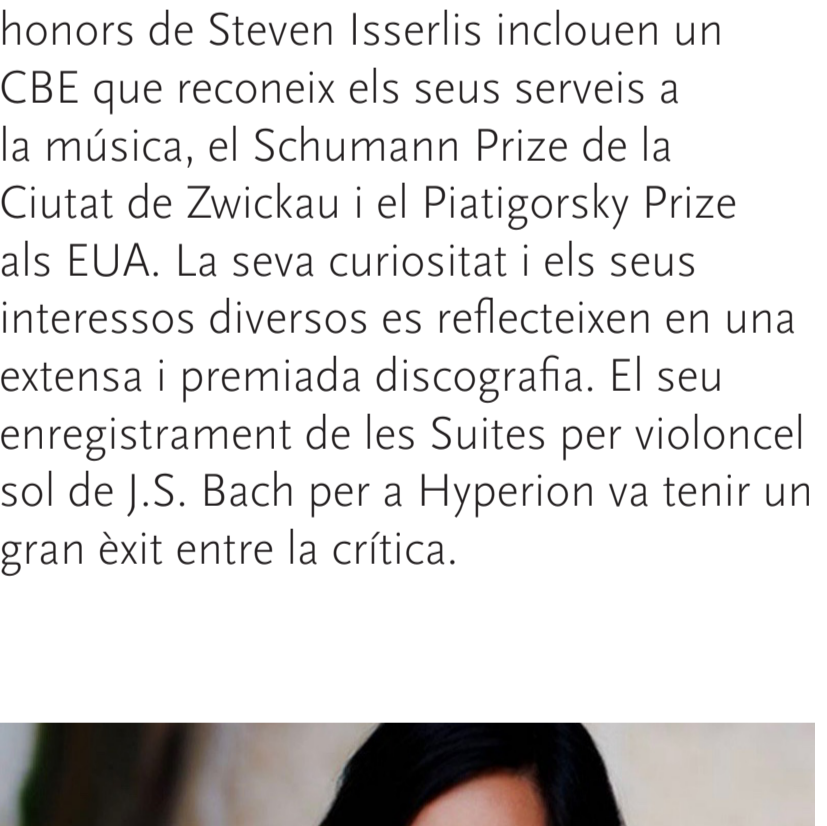 honors de Steven Isserlis inclouen un
CBE que reconeix els seus serveis a
la música, el Schumann Prize de la
Ciutat de Zwickau i el Piatigorsky Prize
als EUA. La seva curiositat i els seus
interessos diversos es reflecteixen en una
extensa i premiada discografia. El seu
enregistrament de les Suites per violoncel
sol de J.S. Bach per a Hyperion va tenir un
gran èxit entre la crítica.